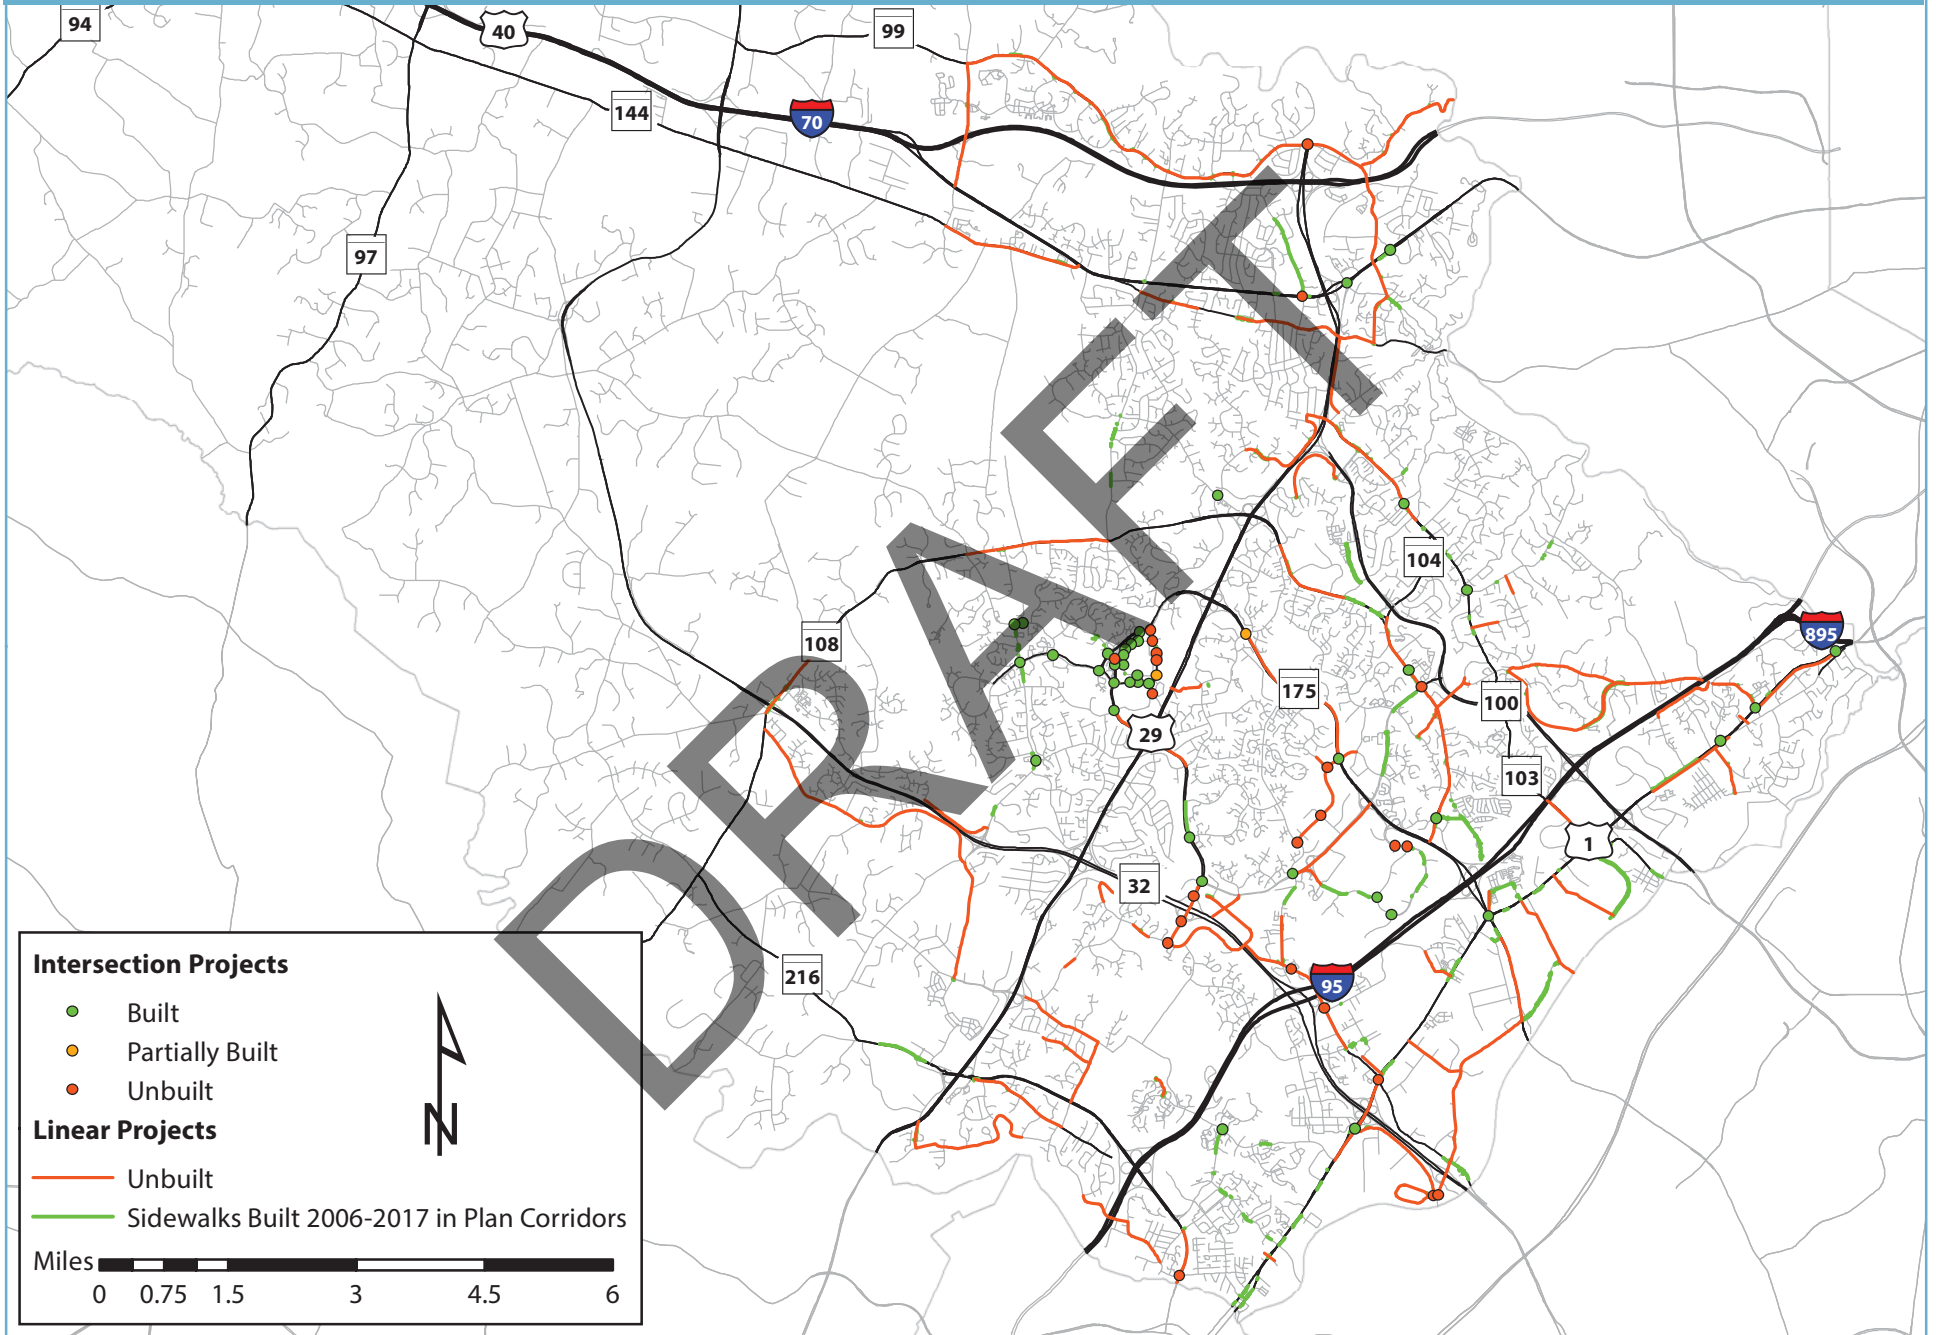 94
40
99
144
70
97
DRAFT
104
108
895
175
100
29
103
1
32
216
95
Intersection Projects
Built
Partially Built
Unbuilt
N
Linear Projects
Unbuilt
Sidewalks Built 2006-2017 in Plan Corridors
Miles
0 0.75 1.5 3 4.5 6